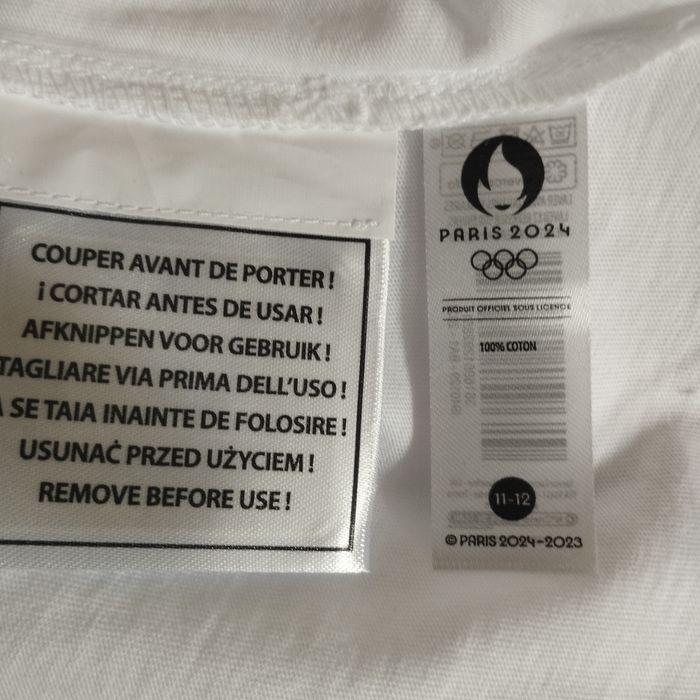 COUPER AVANT DE PORTER !
¡ CORTAR ANTES DE USAR !
AFKNIPPEN VOOR GEBRUIK !
TAGLIARE VIA PRIMA DELL'USO !
A SE TAIA INAINTE DE FOLOSIRE !
USUNAĆ PRZED UŻYCIEM !
REMOVE BEFORE USE !
PARIS 2024
PRODUIT OFFICIEL SOUS LICENCE
100% COTON
11-12
© PARIS 2024-2023